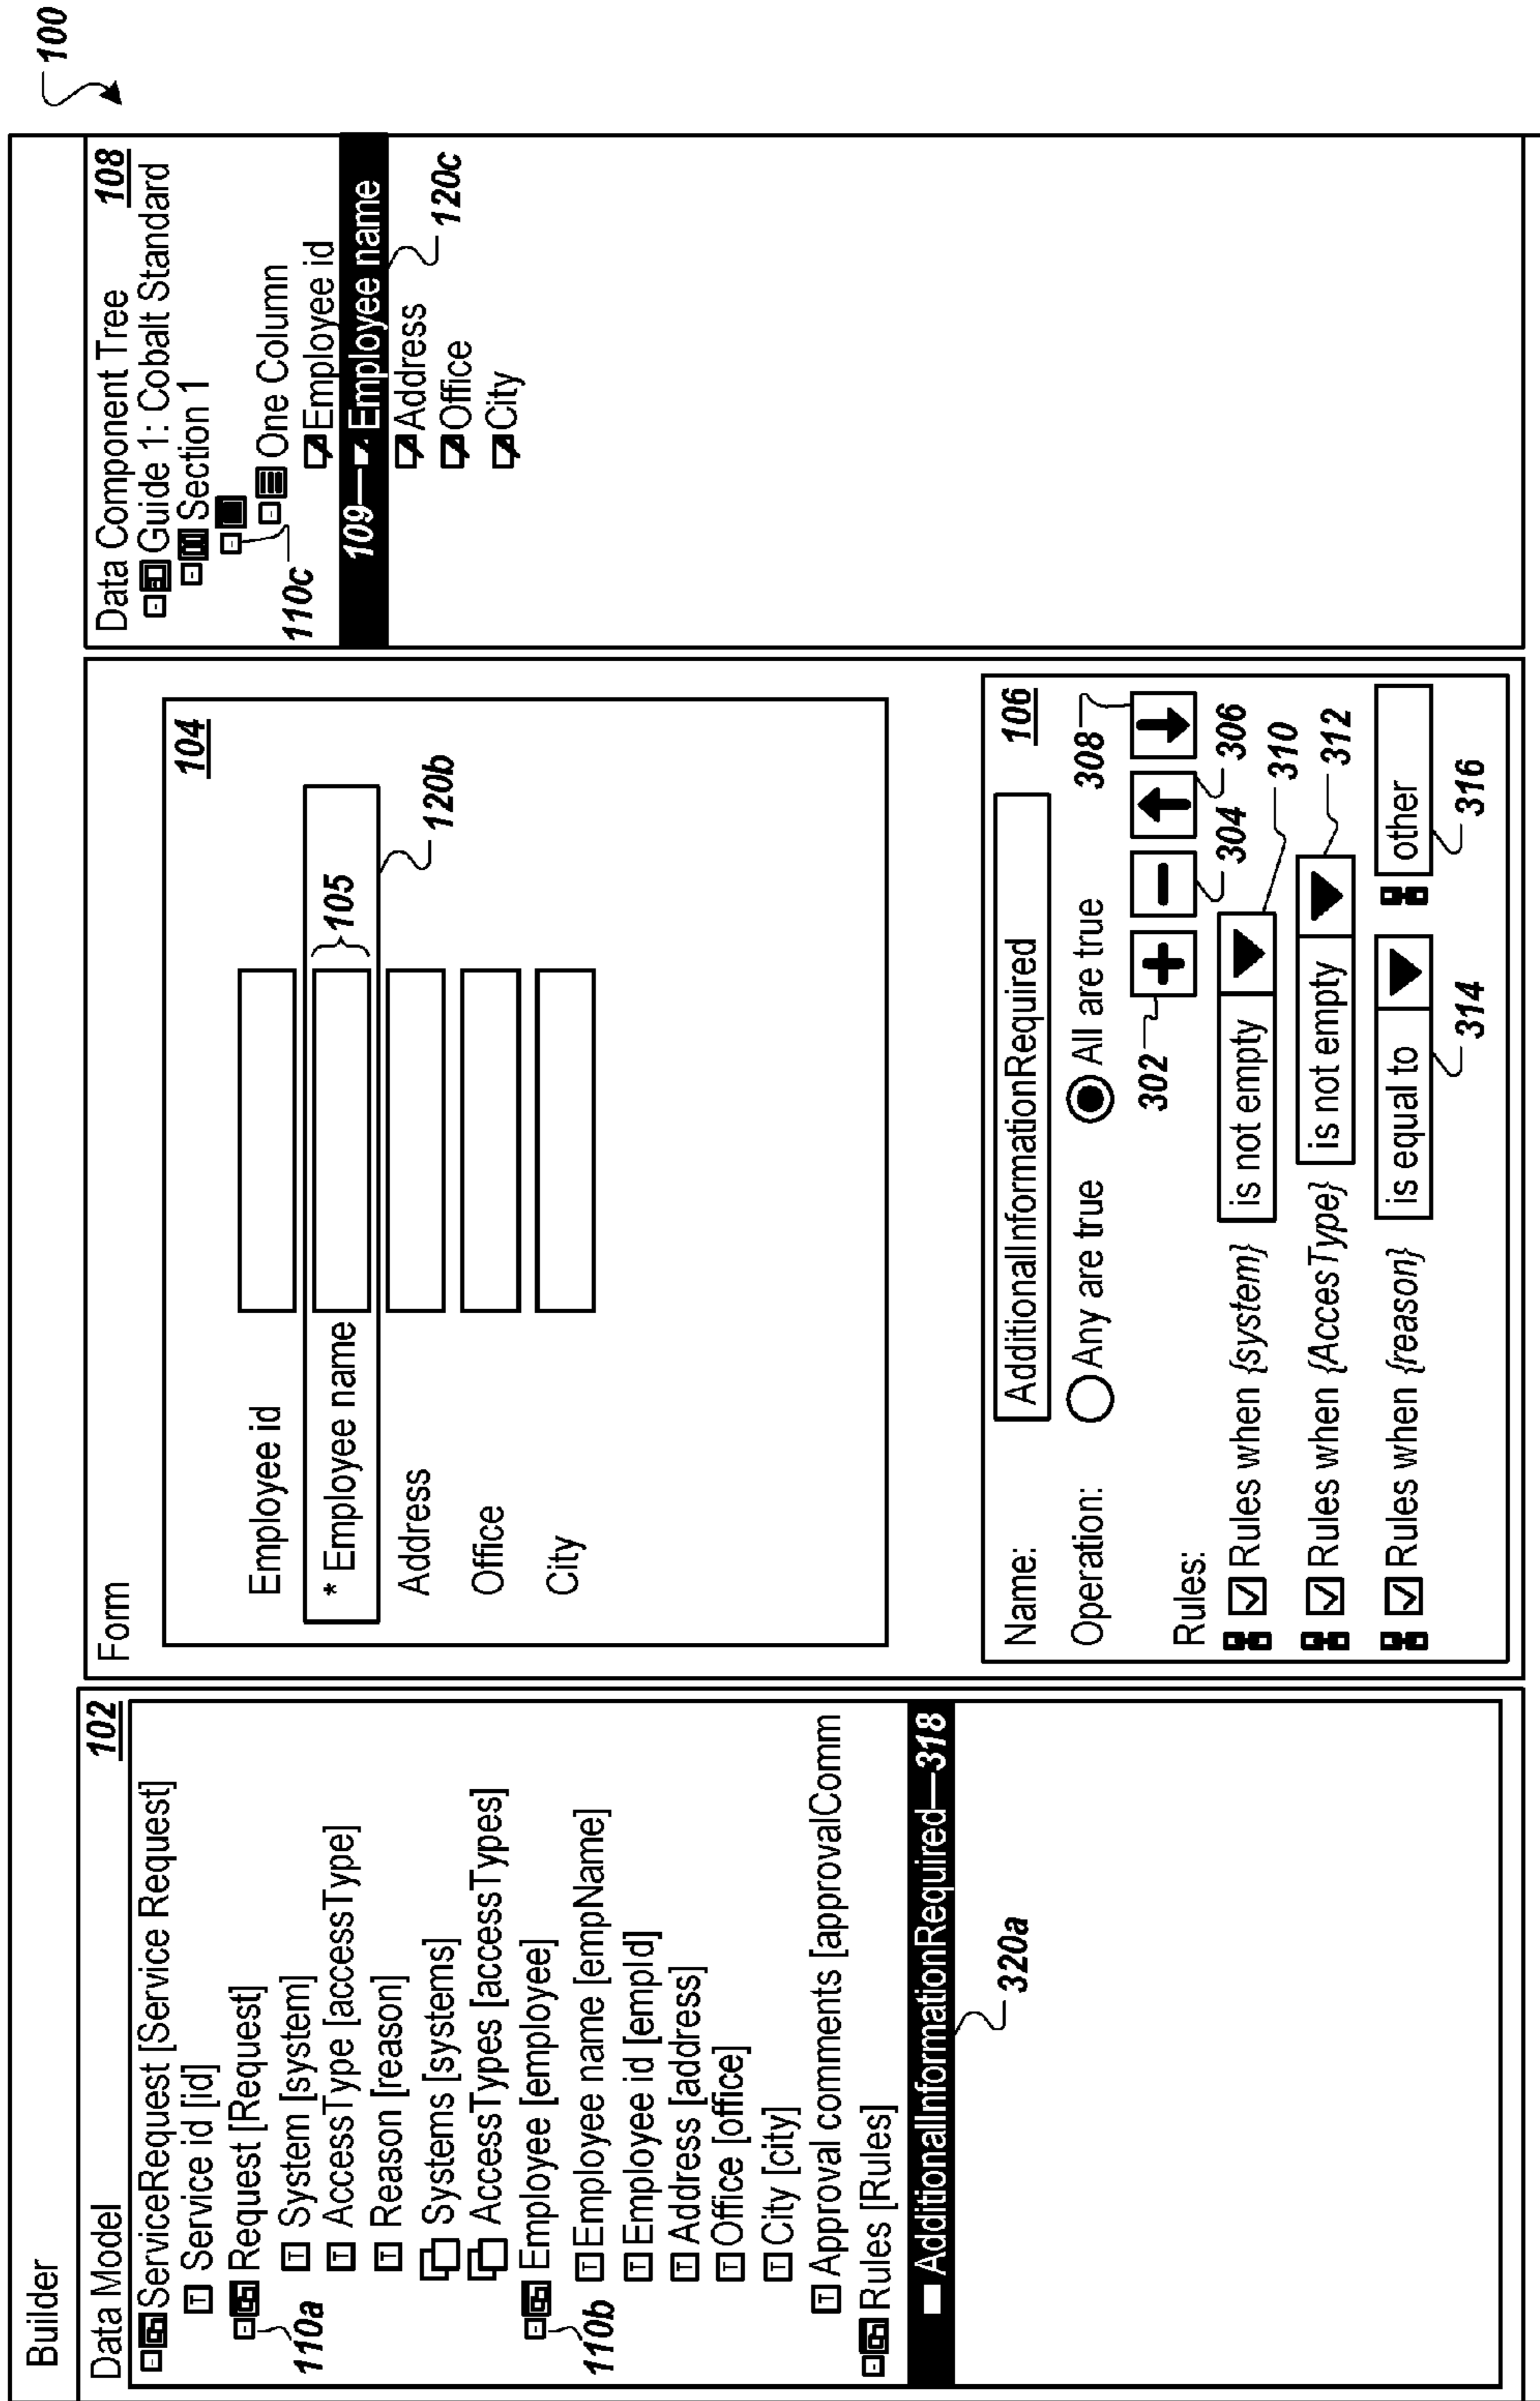 100
Builder
Data Model
102
ServiceRequest [Service Request]
T Service id [id]
Request [Request]
110a
T System [system]
T AccessType [accessType]
T Reason [reason]
Systems [systems]
AccessTypes [accessTypes]
Employee [employee]
110b
T Employee name [empName]
T Employee id [empId]
T Address [address]
T Office [office]
T City [city]
T Approval comments [approvalComm
Rules [Rules]
AdditionalInformationRequired 318
320a
Form
104
Employee id
* Employee name
105
120b
Address
Office
City
106
Name: AdditionalInformationRequired
Operation: Any are true All are true
308
302
304
306
Rules:
Rules when {system} is not empty
310
Rules when {AccesType} is not empty
312
Rules when {reason} is equal to other
314
316
Data Component Tree
108
Guide 1: Cobalt Standard
Section 1
110c
One Column
Employee id
109 Employee name
120c
Address
Office
City